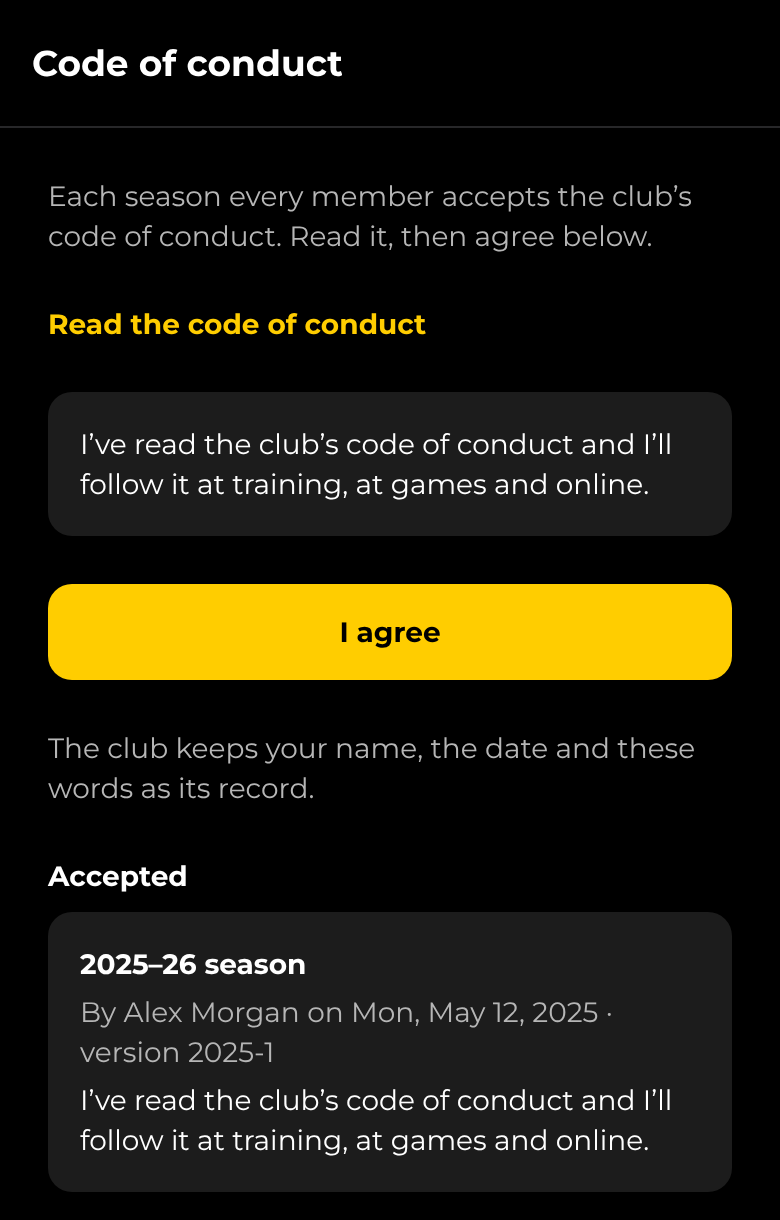 Code of conduct
Each season every member accepts the club’s
code of conduct. Read it, then agree below.
Read the code of conduct
I’ve read the club’s code of conduct and I’ll
follow it at training, at games and online.
I agree
The club keeps your name, the date and these
words as its record.
Accepted
2025–26 season
By Alex Morgan on Mon, May 12, 2025 ·
version 2025-1
I’ve read the club’s code of conduct and I’ll
follow it at training, at games and online.